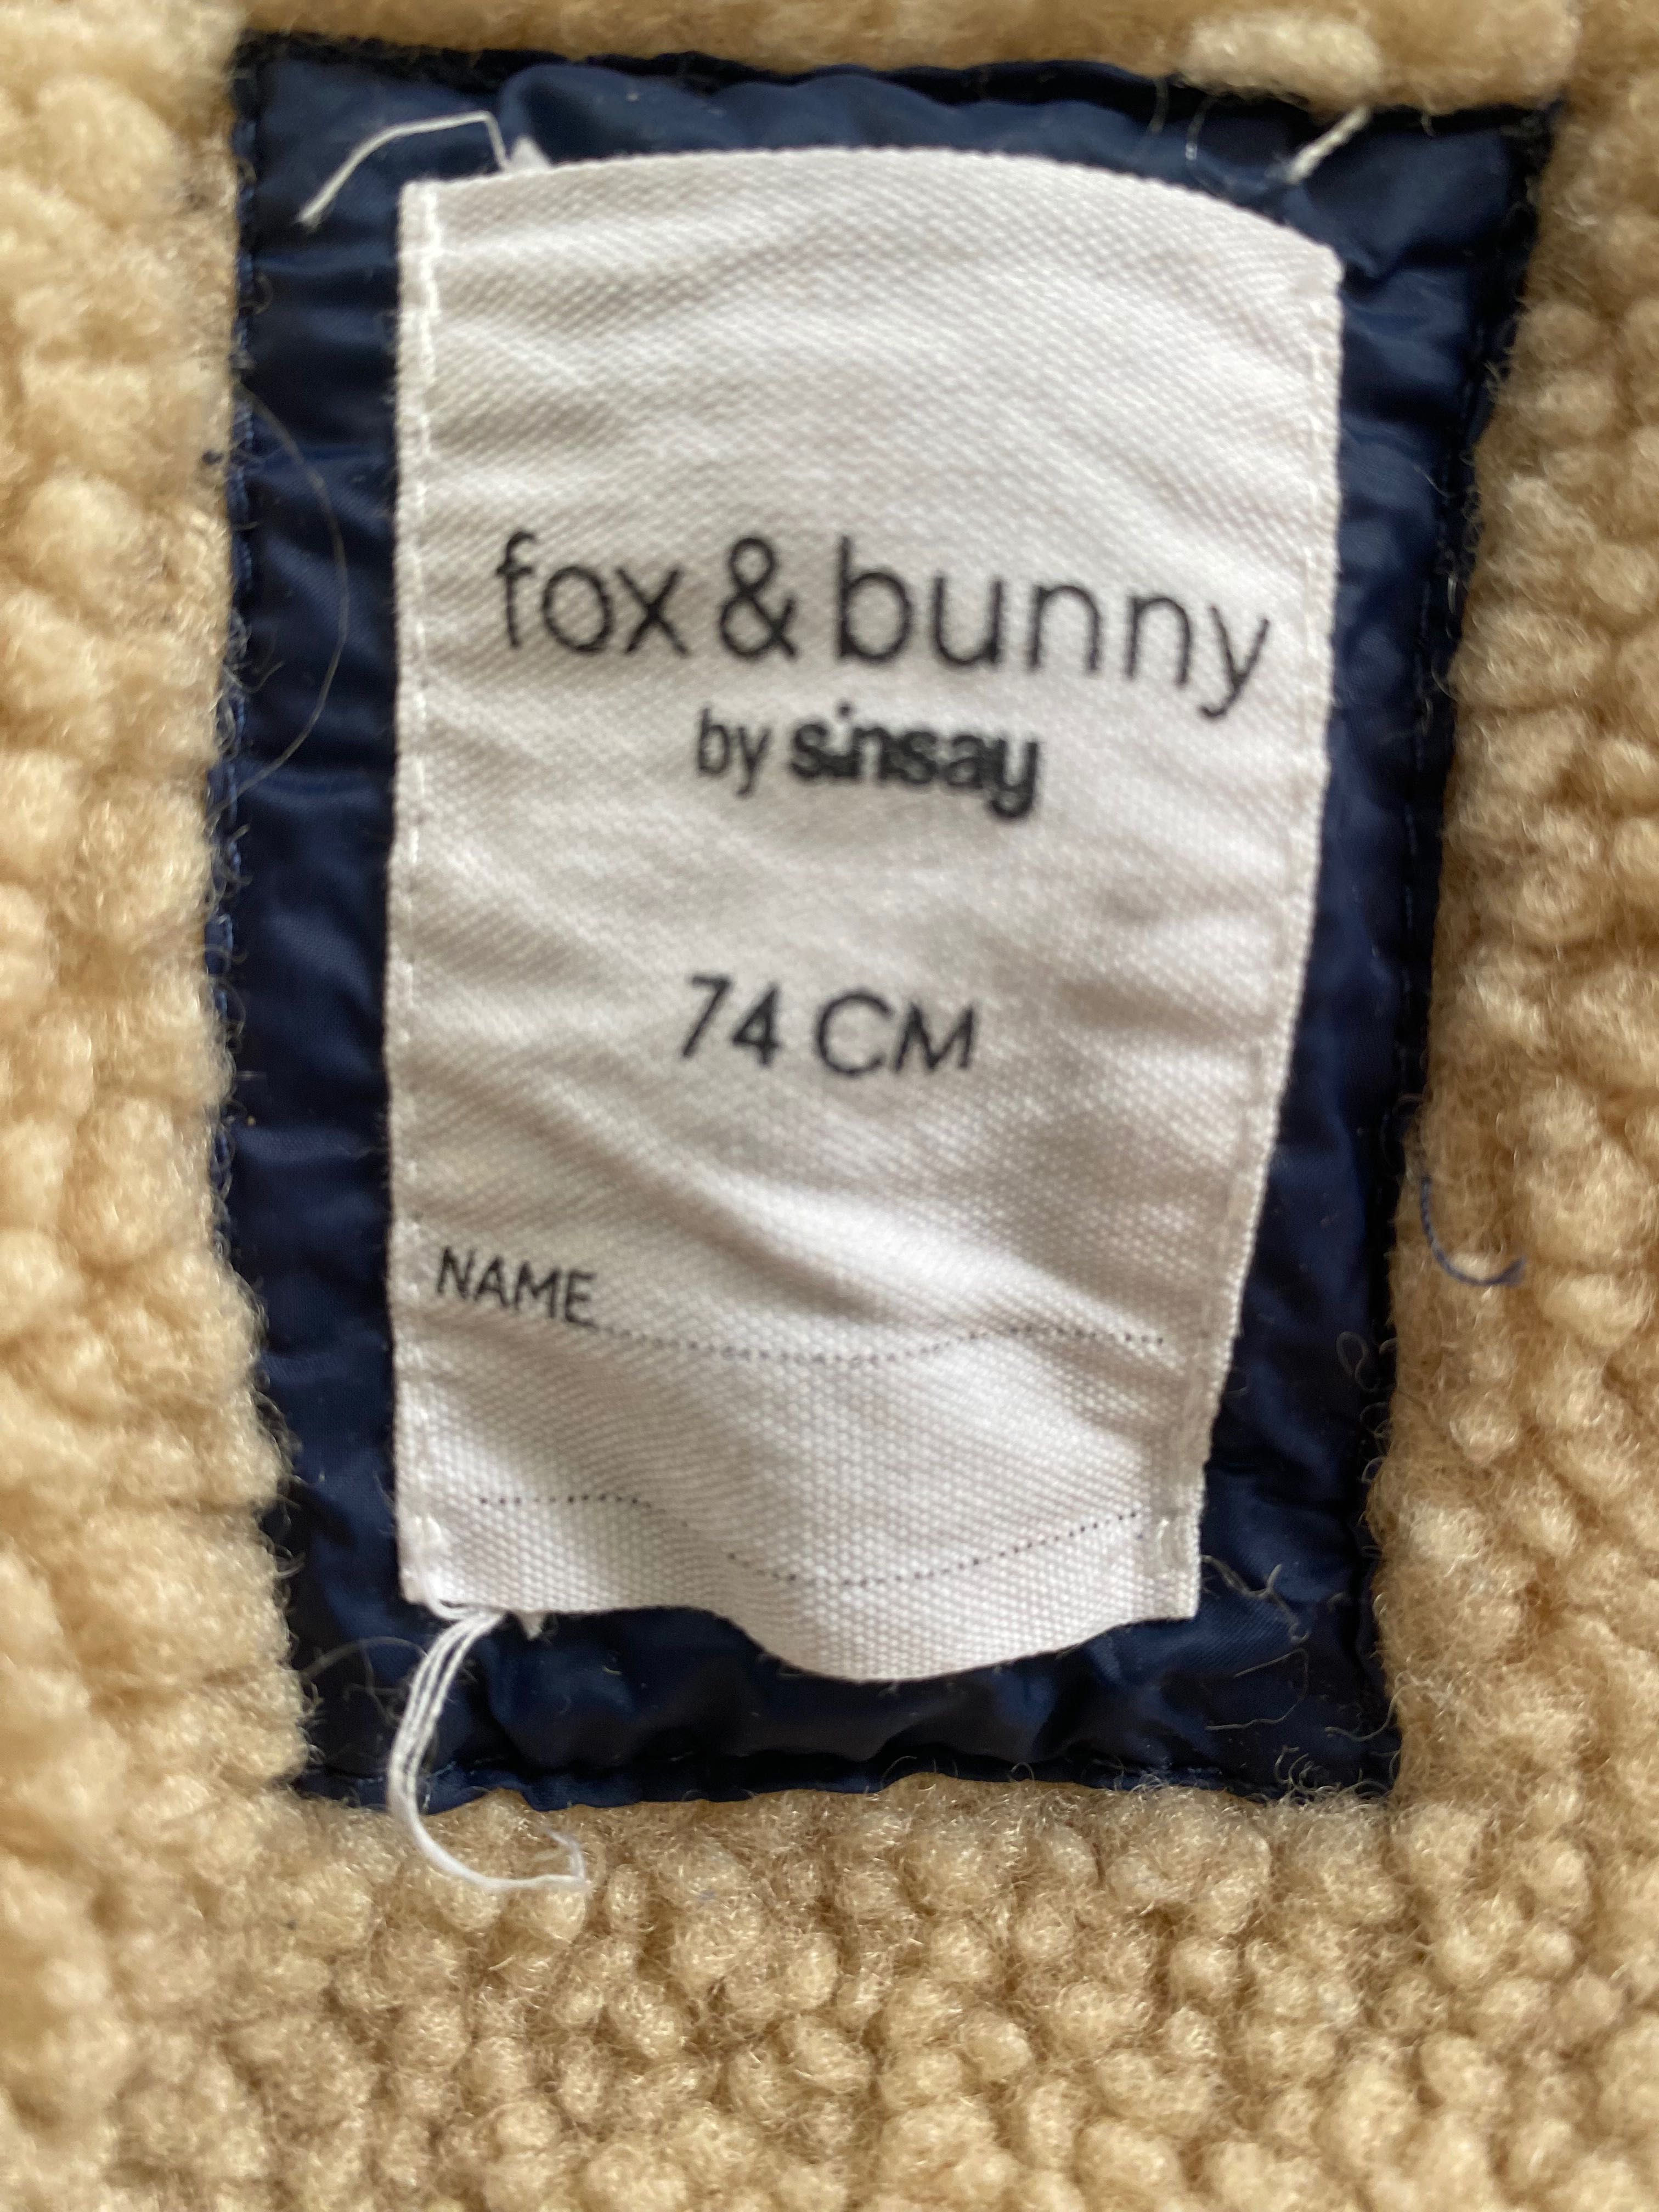 fox & bunny
by sinsay
74 CM
NAME